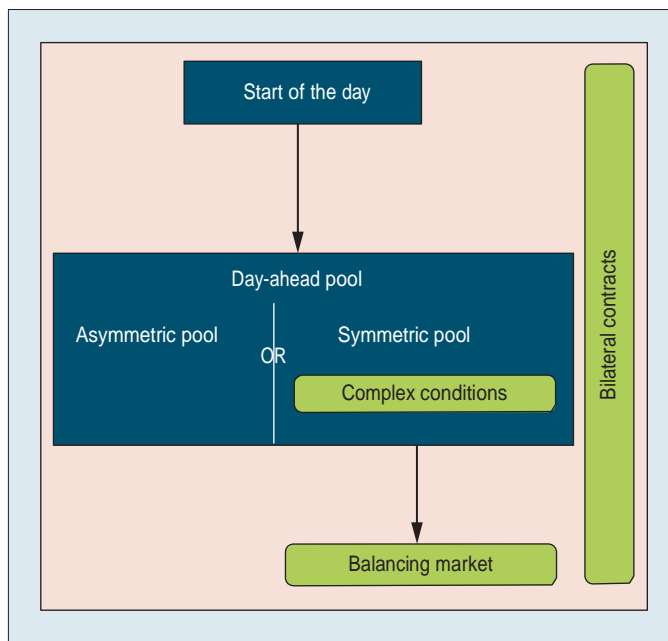 Start of the day
Day-ahead pool
Asymmetric pool
OR
Symmetric pool
Complex conditions
Balancing market
Bilateral contracts